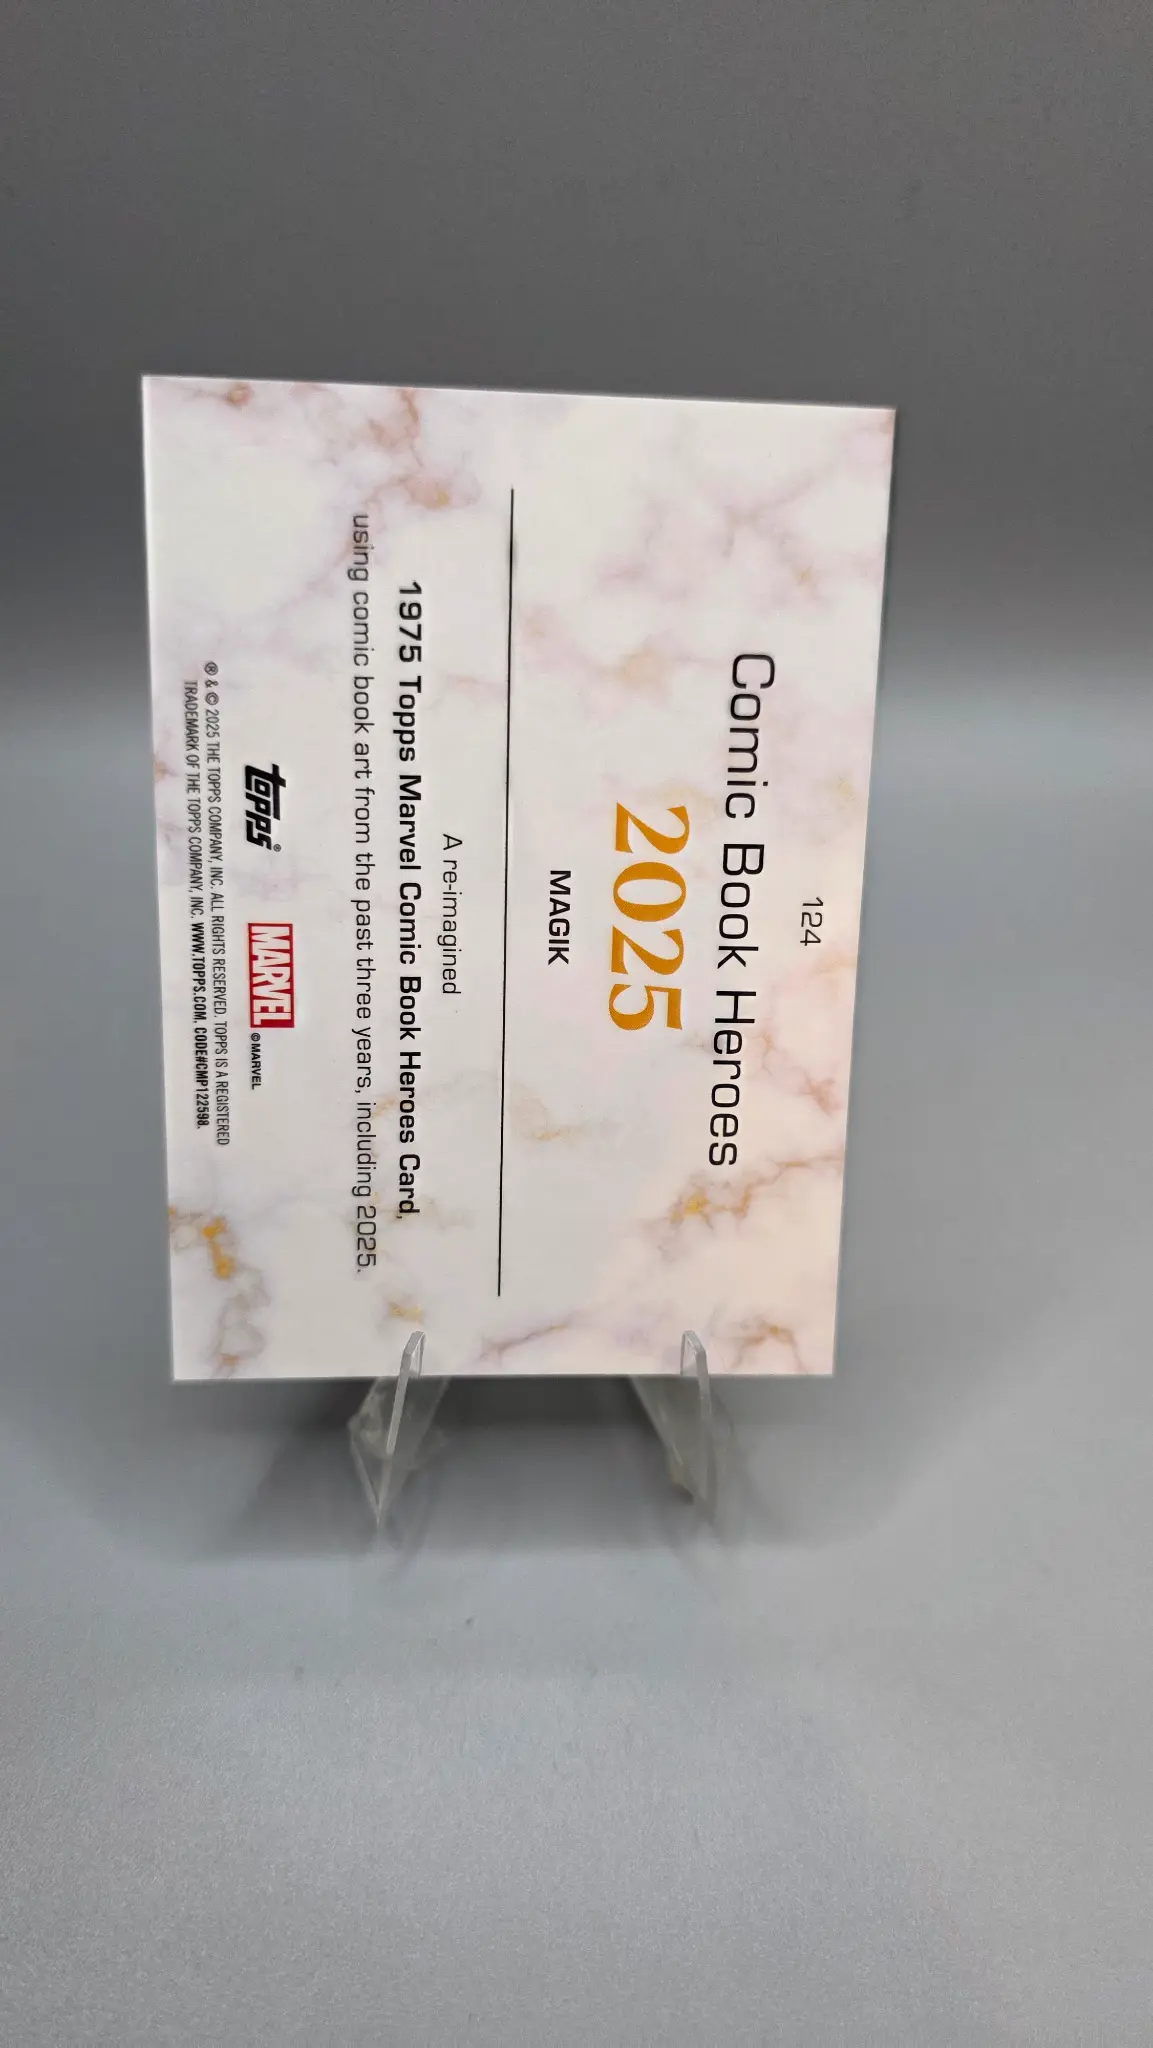 124
Comic Book Heroes
2025
MAGIK
A re-imagined
1975 Topps Marvel Comic Book Heroes Card,
using comic book art from the past three years, including 2025.
topps®
MARVEL
© MARVEL
® & © 2025 THE TOPPS COMPANY, INC. ALL RIGHTS RESERVED. TOPPS IS A REGISTERED
TRADEMARK OF THE TOPPS COMPANY, INC. WWW.TOPPS.COM. CODE#CMP122598.